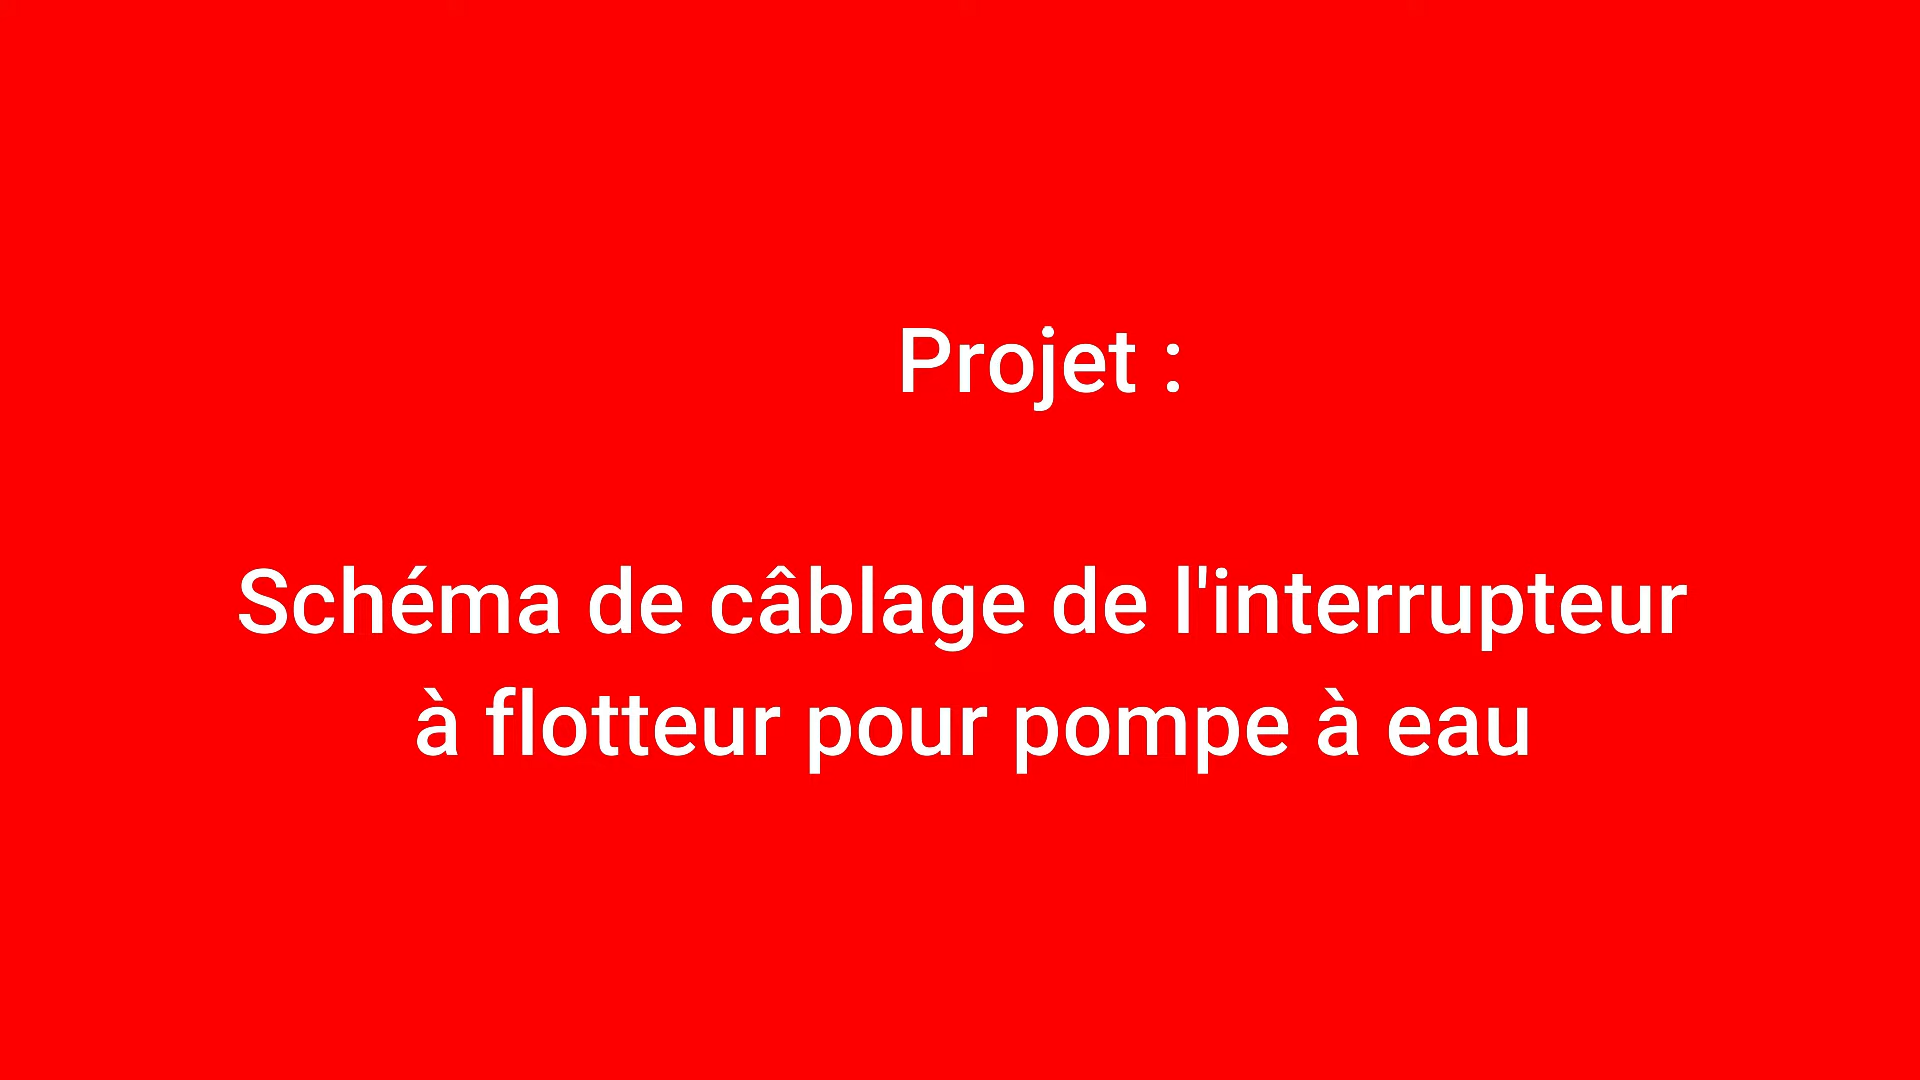 Projet :
Schéma de câblage de l'interrupteur
à flotteur pour pompe à eau